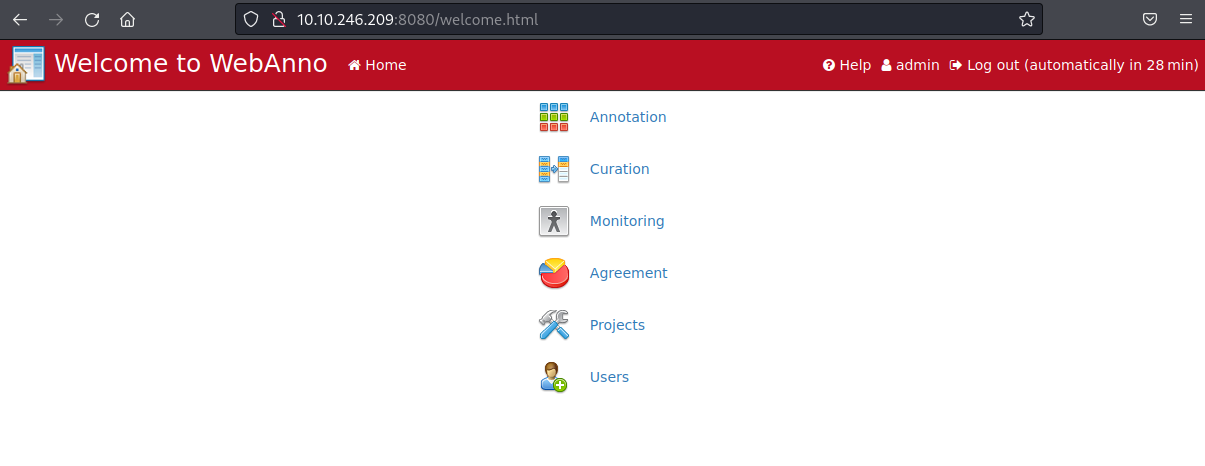 10.10.246.209:8080/welcome.html
Welcome to WebAnno Home Help admin Log out (automatically in 28 min)
Annotation
Curation
Monitoring
Agreement
Projects
Users